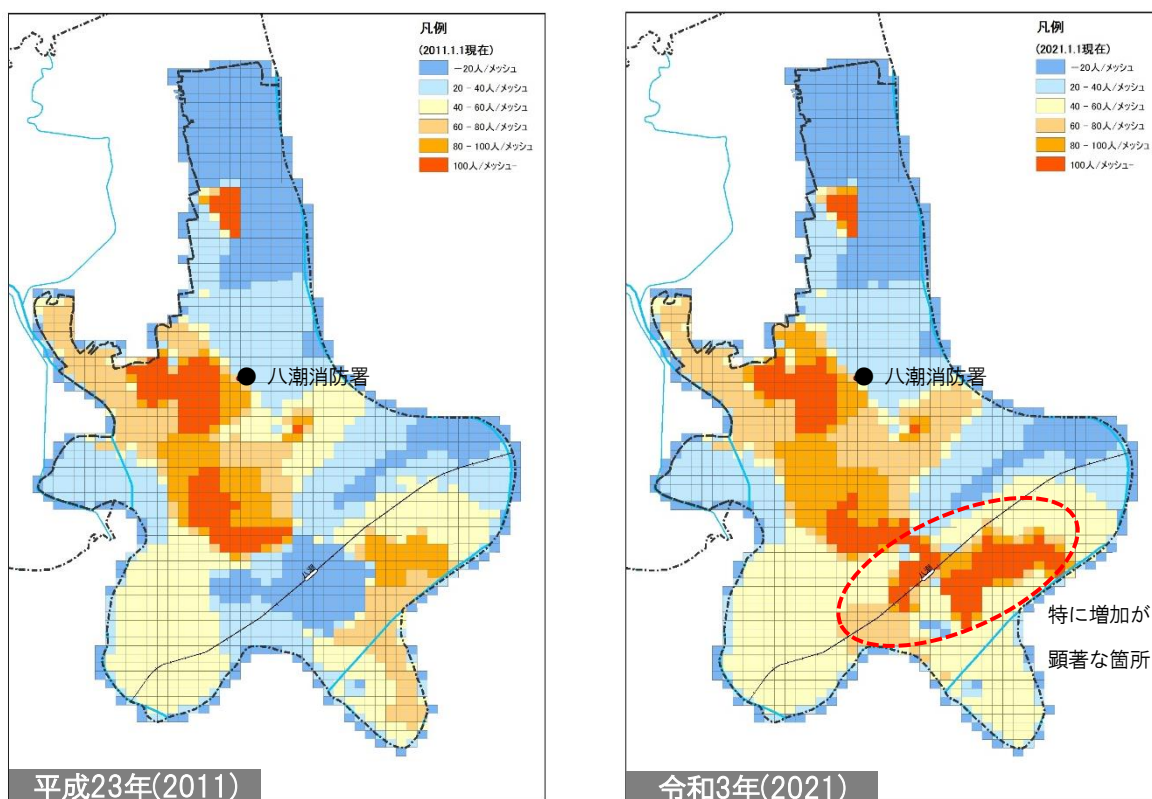 凡例
(2011.1.1現在)
－20人/メッシュ
20－40人/メッシュ
40－60人/メッシュ
60－80人/メッシュ
80－100人/メッシュ
100人/メッシュ－
八潮消防署
八潮
平成23年(2011)
凡例
(2021.1.1現在)
－20人/メッシュ
20－40人/メッシュ
40－60人/メッシュ
60－80人/メッシュ
80－100人/メッシュ
100人/メッシュ－
八潮消防署
八潮
特に増加が
顕著な箇所
令和3年(2021)